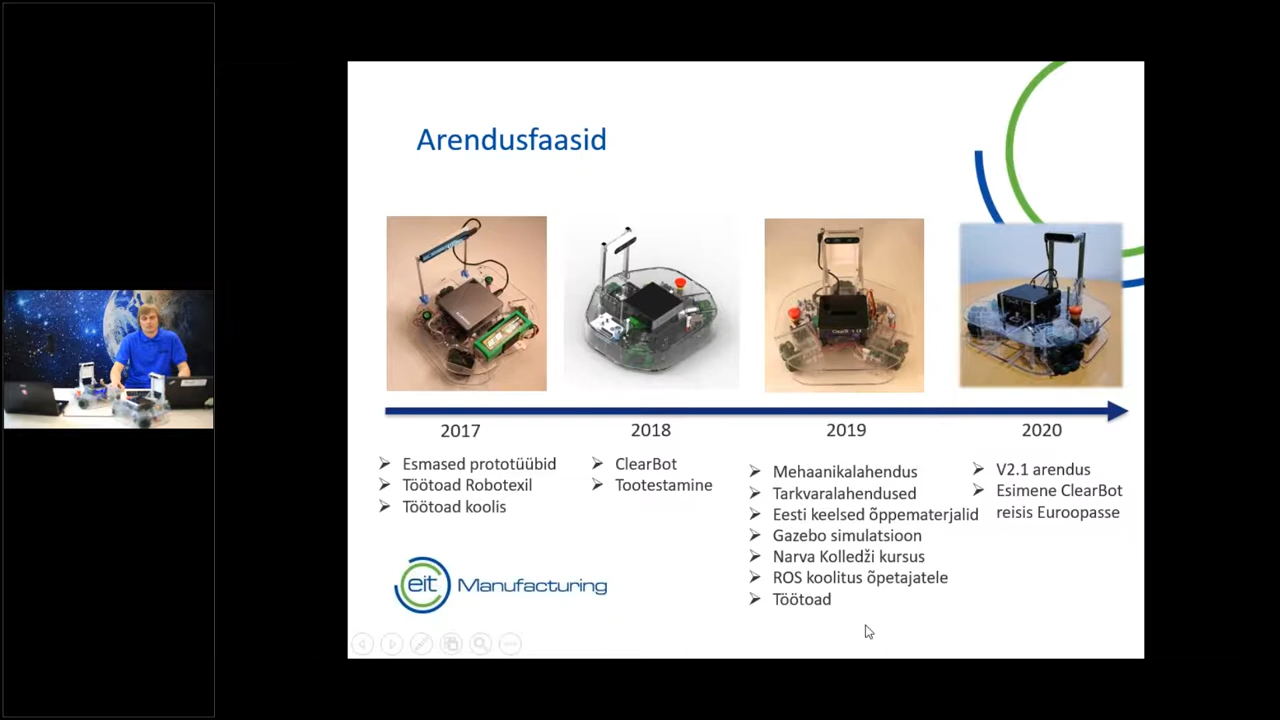 Arendusfaasid
2017
Esmased prototüübid
Töötoad Robotexil
Töötoad koolis
2018
ClearBot
Tootestamine
2019
Mehaanikalahendus
Tarkvaralahendused
Eesti keelsed õppematerjalid
Gazebo simulatsioon
Narva Kolledži kursus
ROS koolitus õpetajatele
Töötoad
2020
V2.1 arendus
Esimene ClearBot
reisis Euroopasse
eit Manufacturing